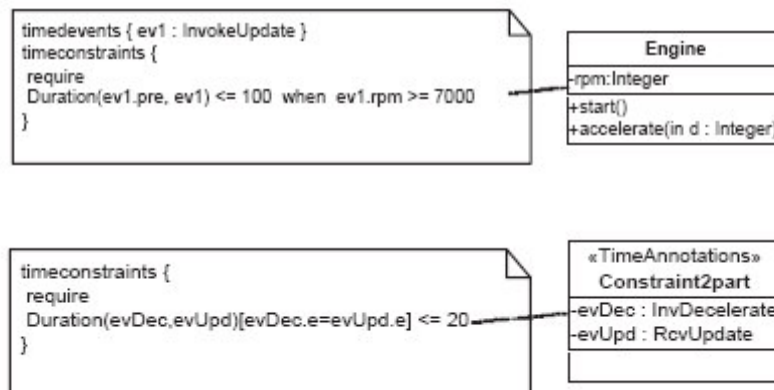 timedevents { ev1 : InvokeUpdate }
timeconstraints {
require
Duration(ev1.pre, ev1) <= 100 when ev1.rpm >= 7000
}
Engine
-rpm:Integer
+start()
+accelerate(in d : Integer)
timeconstraints {
require
Duration(evDec,evUpd)[evDec.e=evUpd.e] <= 20
}
«TimeAnnotations»
Constraint2part
-evDec : InvDecelerate
-evUpd : RcvUpdate